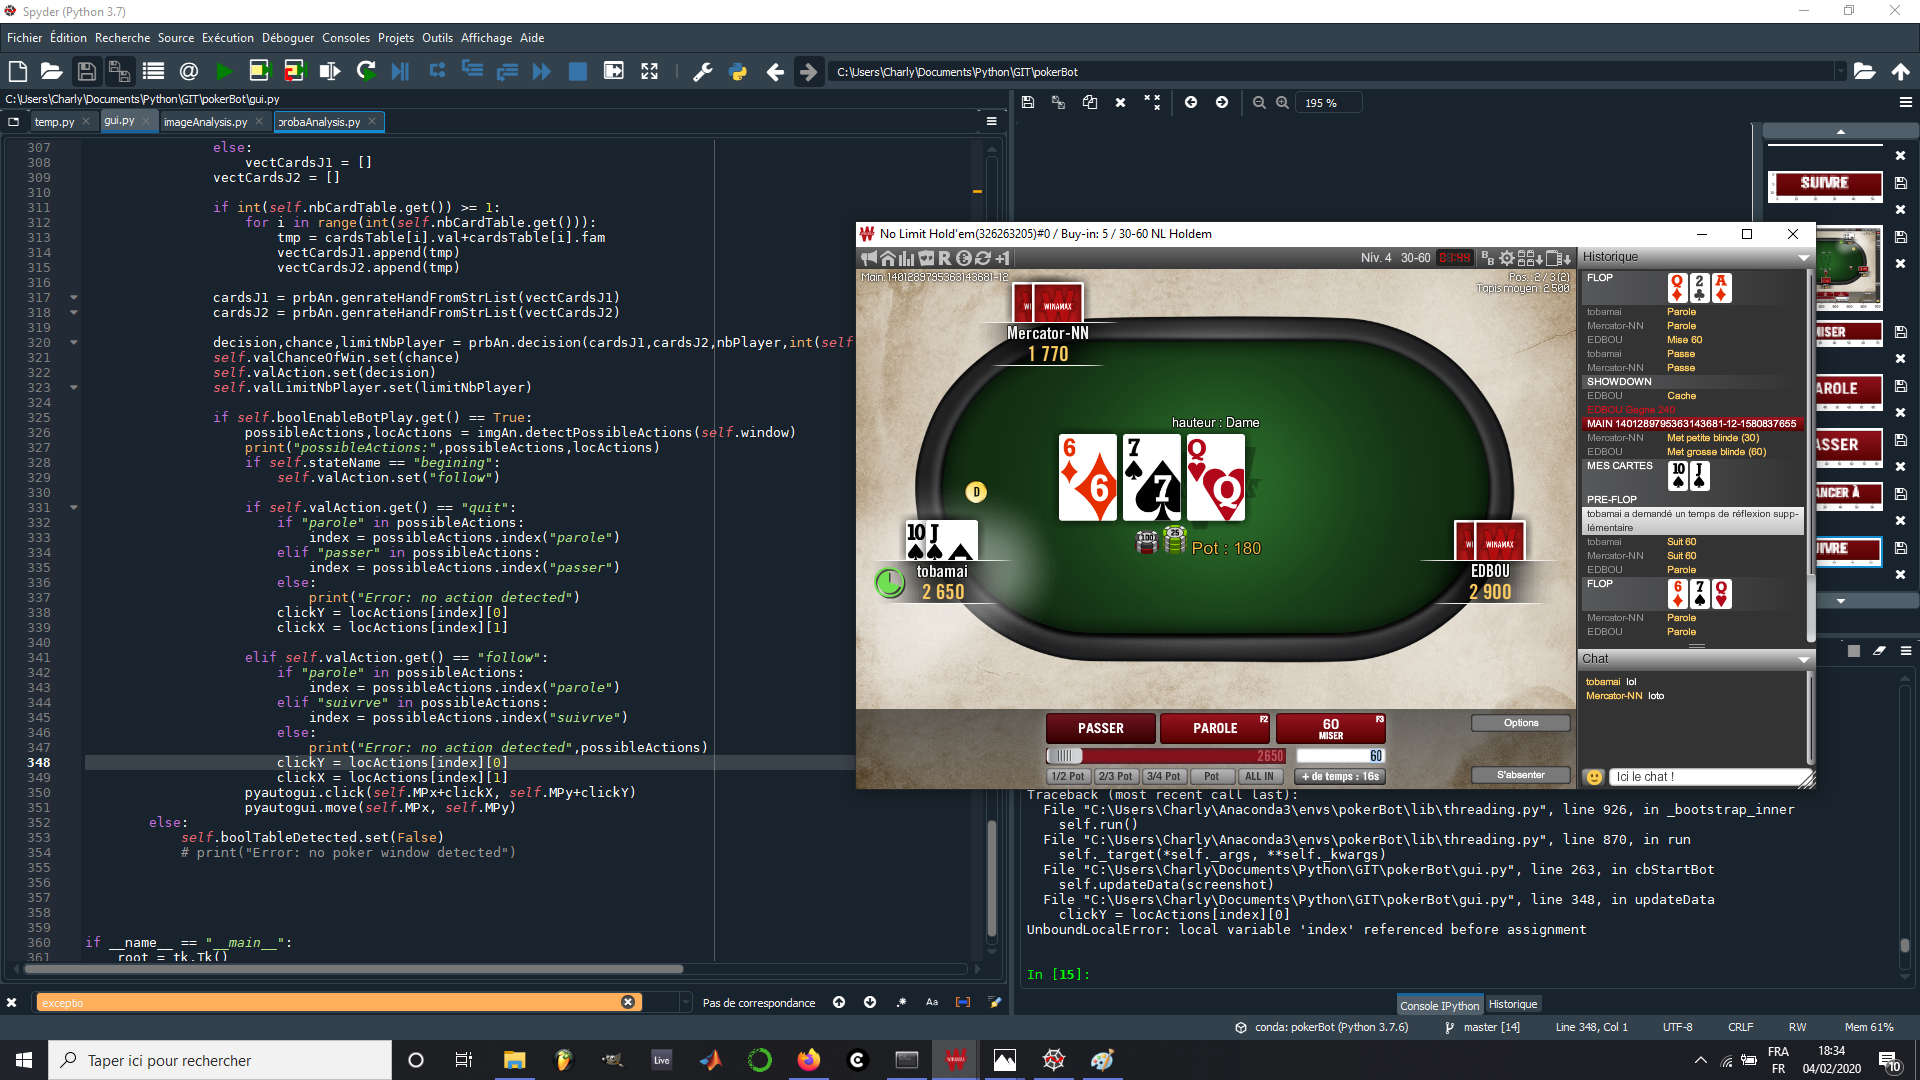 Spyder (Python 3.7)
Fichier Édition Recherche Source Exécution Déboguer Consoles Projets Outils Affichage Aide
C:\Users\Charly\Documents\Python\GIT\pokerBot
C:\Users\Charly\Documents\Python\GIT\pokerBot\gui.py
temp.py gui.py imageAnalysis.py probaAnalysis.py
195 %
307 else:
308 vectCardsJ1 = []
309 vectCardsJ2 = []
310
311 if int(self.nbCardTable.get()) >= 1:
312 for i in range(int(self.nbCardTable.get())):
313 tmp = cardsTable[i].val+cardsTable[i].fam
314 vectCardsJ1.append(tmp)
315 vectCardsJ2.append(tmp)
316
317 cardsJ1 = prbAn.genrateHandFromStrList(vectCardsJ1)
318 cardsJ2 = prbAn.genrateHandFromStrList(vectCardsJ2)
319
320 decision,chance,limitNbPlayer = prbAn.decision(cardsJ1,cardsJ2,nbPlayer,int(self
321 self.valChanceOfWin.set(chance)
322 self.valAction.set(decision)
323 self.valLimitNbPlayer.set(limitNbPlayer)
324
325 if self.boolEnableBotPlay.get() == True:
326 possibleActions,locActions = imgAn.detectPossibleActions(self.window)
327 print("possibleActions:",possibleActions,locActions)
328 if self.stateName == "begining":
329 self.valAction.set("follow")
330
331 if self.valAction.get() == "quit":
332 if "parole" in possibleActions:
333 index = possibleActions.index("parole")
334 elif "passer" in possibleActions:
335 index = possibleActions.index("passer")
336 else:
337 print("Error: no action detected")
338 clickY = locActions[index][0]
339 clickX = locActions[index][1]
340
341 elif self.valAction.get() == "follow":
342 if "parole" in possibleActions:
343 index = possibleActions.index("parole")
344 elif "suivrve" in possibleActions:
345 index = possibleActions.index("suivrve")
346 else:
347 print("Error: no action detected",possibleActions)
348 clickY = locActions[index][0]
349 clickX = locActions[index][1]
350 pyautogui.click(self.MPx+clickX, self.MPy+clickY)
351 pyautogui.move(self.MPx, self.MPy)
352 else:
353 self.boolTableDetected.set(False)
354 # print("Error: no poker window detected")
355
356
357
358
359
360 if __name__ == "__main__":
361 root = tk.Tk()
exceptio
Pas de correspondance
Aa
SUIVRE
MISER
AROLE
ASSER
ANCER À
IVRE
No Limit Hold'em(326263205)#0 / Buy-in: 5 / 30-60 NL Holdem
R +1
Niv. 4 30-60
Main:1401289795363143681-12
Pos.: 2 / 3 (2)
Tapis moyen : 2 500
WINAMAX
Mercator-NN
1 770
hauteur : Dame
6 7 Q
D
Pot : 180
10 J
tobamai
2 650
WINAMAX
EDBOU
2 900
PASSER
PAROLE F2
60 F3
MISER
2650
60
1/2 Pot 2/3 Pot 3/4 Pot Pot ALL IN
+ de temps : 16s
Options
S'absenter
Historique
FLOP Q 2 A
tobamai Parole
Mercator-NN Parole
EDBOU Mise 60
tobamai Passe
Mercator-NN Passe
SHOWDOWN
EDBOU Cache
EDBOU Gagne 240
MAIN 1401289795363143681-12-1580837655
Mercator-NN Met petite blinde (30)
EDBOU Met grosse blinde (60)
MES CARTES 10 J
PRE-FLOP
tobamai a demandé un temps de réflexion supp-
lémentaire
tobamai Suit 60
Mercator-NN Suit 60
EDBOU Parole
FLOP 6 7 Q
Mercator-NN Parole
EDBOU Parole
Chat
tobamai lol
Mercator-NN loto
Ici le chat !
Traceback (most recent call last):
File "C:\Users\Charly\Anaconda3\envs\pokerBot\lib\threading.py", line 926, in _bootstrap_inner
self.run()
File "C:\Users\Charly\Anaconda3\envs\pokerBot\lib\threading.py", line 870, in run
self._target(*self._args, **self._kwargs)
File "C:\Users\Charly\Documents\Python\GIT\pokerBot\gui.py", line 263, in cbStartBot
self.updateData(screenshot)
File "C:\Users\Charly\Documents\Python\GIT\pokerBot\gui.py", line 348, in updateData
clickY = locActions[index][0]
UnboundLocalError: local variable 'index' referenced before assignment
In [15]:
Console IPython Historique
conda: pokerBot (Python 3.7.6) master [14] Line 348, Col 1 UTF-8 CRLF RW Mem 61%
Taper ici pour rechercher
Live
FRA
FR
18:34
04/02/2020
10